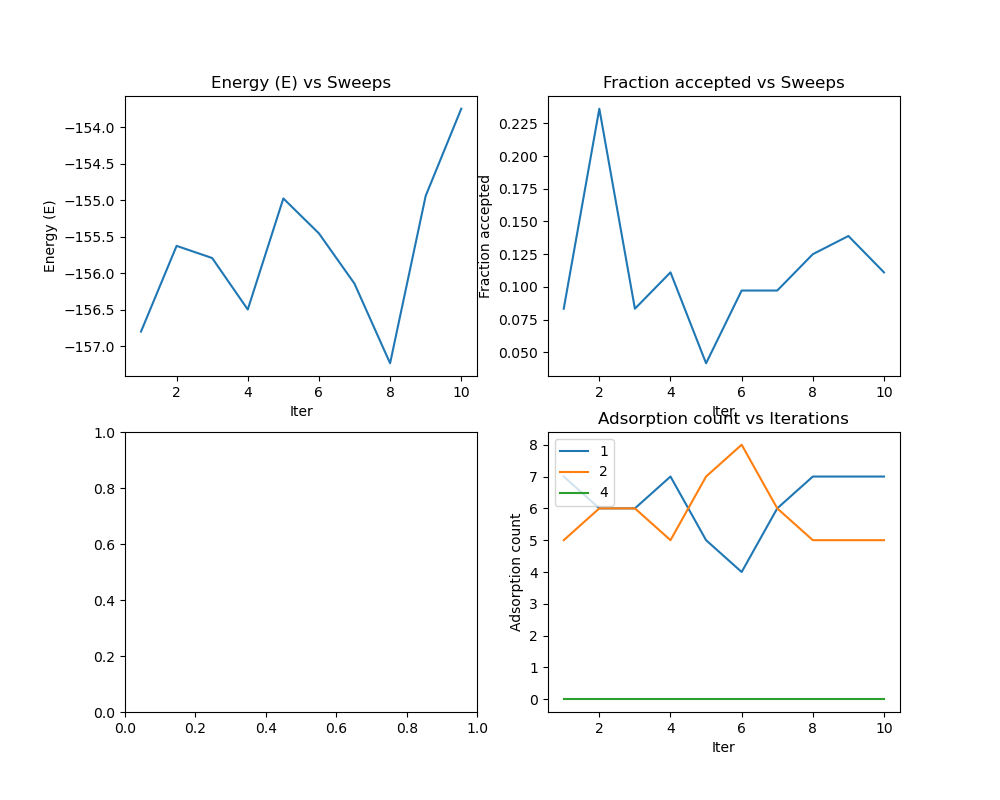 Energy (E) vs Sweeps
−154.0
−154.5
−155.0
−155.5
−156.0
−156.5
−157.0
Energy (E)
2 4 6 8 10
Iter
Fraction accepted vs Sweeps
0.225
0.200
0.175
0.150
0.125
0.100
0.075
0.050
Fraction accepted
2 4 6 8 10
Iter
1.0
0.8
0.6
0.4
0.2
0.0
0.0 0.2 0.4 0.6 0.8 1.0
Adsorption count vs Iterations
1
2
4
8
7
6
5
4
3
2
1
0
Adsorption count
2 4 6 8 10
Iter